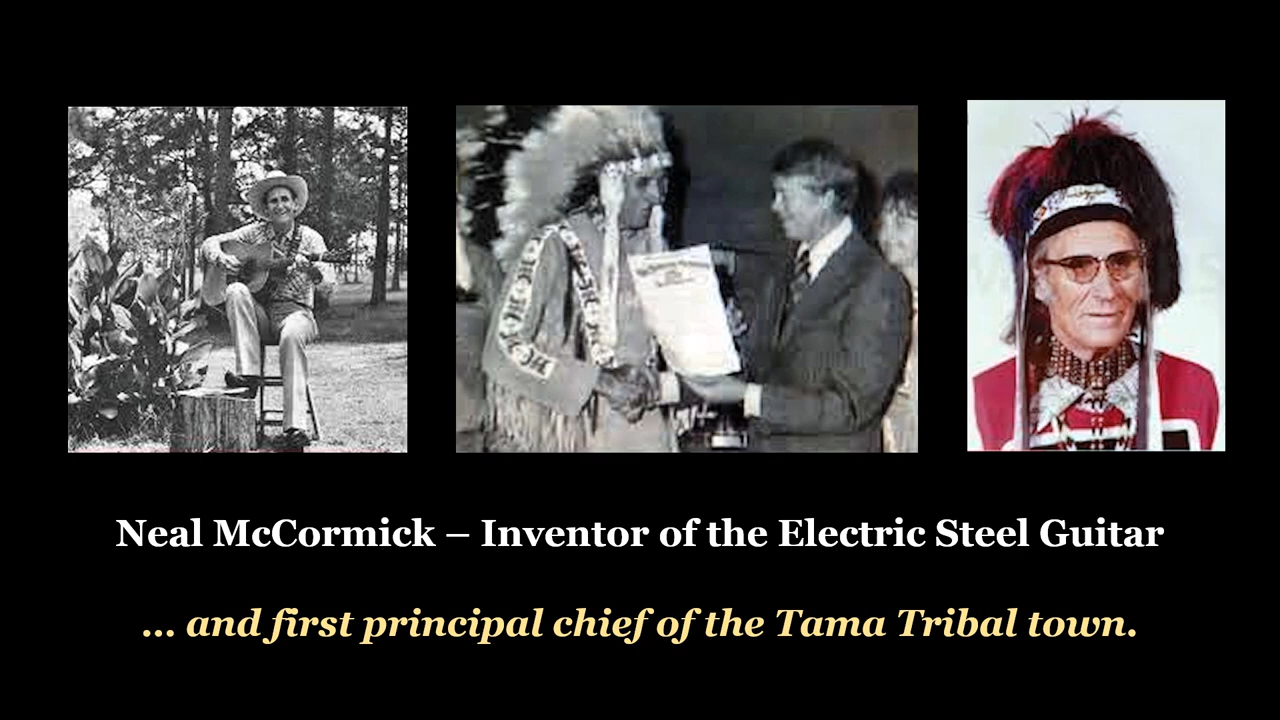 Neal McCormick – Inventor of the Electric Steel Guitar
... and first principal chief of the Tama Tribal town.